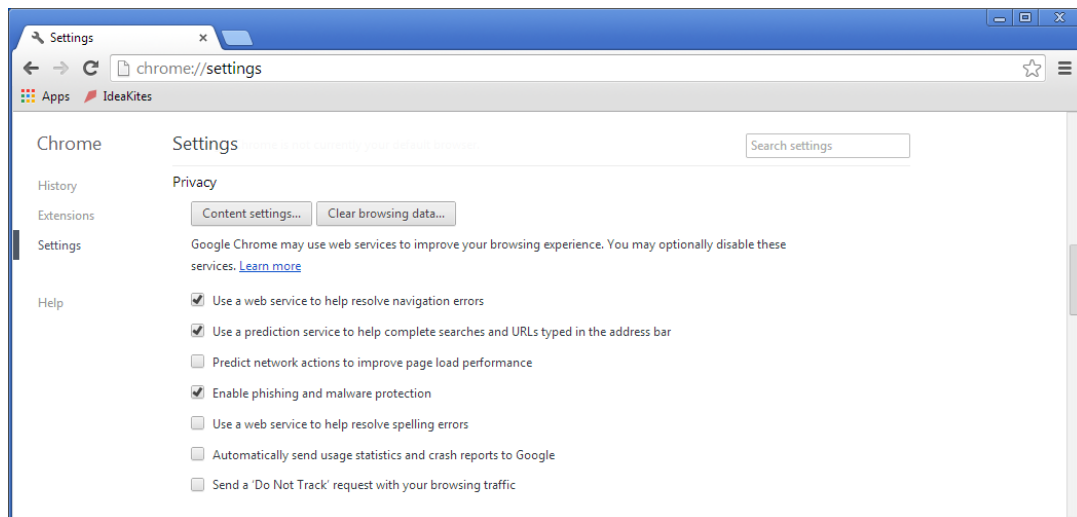 Settings
chrome://settings
Apps IdeaKites
Chrome
Settings
Search settings
History
Extensions
Settings
Help
Privacy
Content settings... Clear browsing data...
Google Chrome may use web services to improve your browsing experience. You may optionally disable these
services. Learn more
Use a web service to help resolve navigation errors
Use a prediction service to help complete searches and URLs typed in the address bar
Predict network actions to improve page load performance
Enable phishing and malware protection
Use a web service to help resolve spelling errors
Automatically send usage statistics and crash reports to Google
Send a 'Do Not Track' request with your browsing traffic